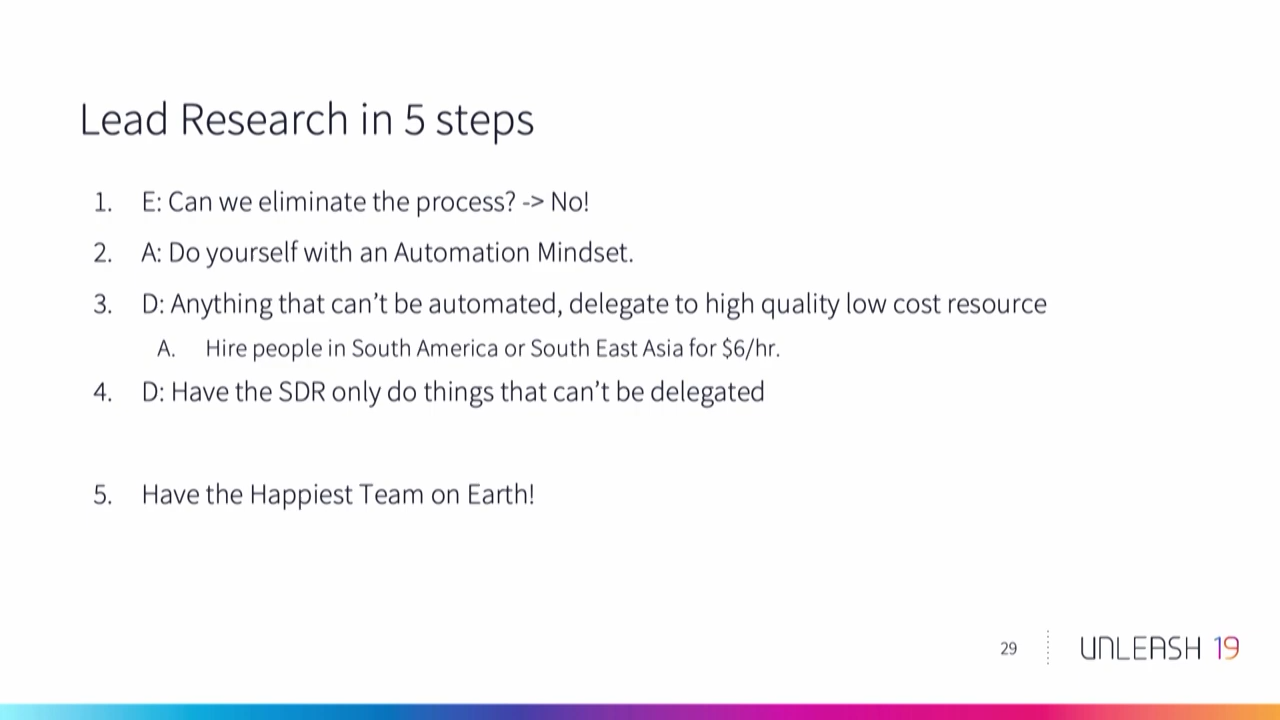 Lead Research in 5 steps
1. E: Can we eliminate the process? -> No!
2. A: Do yourself with an Automation Mindset.
3. D: Anything that can’t be automated, delegate to high quality low cost resource
A. Hire people in South America or South East Asia for $6/hr.
4. D: Have the SDR only do things that can’t be delegated
5. Have the Happiest Team on Earth!
29
UNLEASH 19